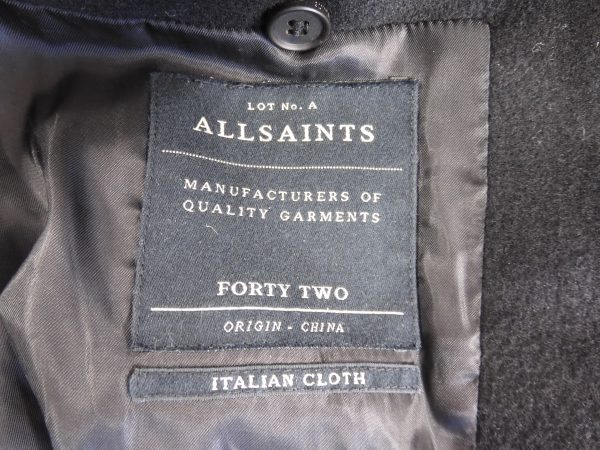 LOT No. A
ALLSAINTS
MANUFACTURERS OF
QUALITY GARMENTS
FORTY TWO
ORIGIN - CHINA
ITALIAN CLOTH